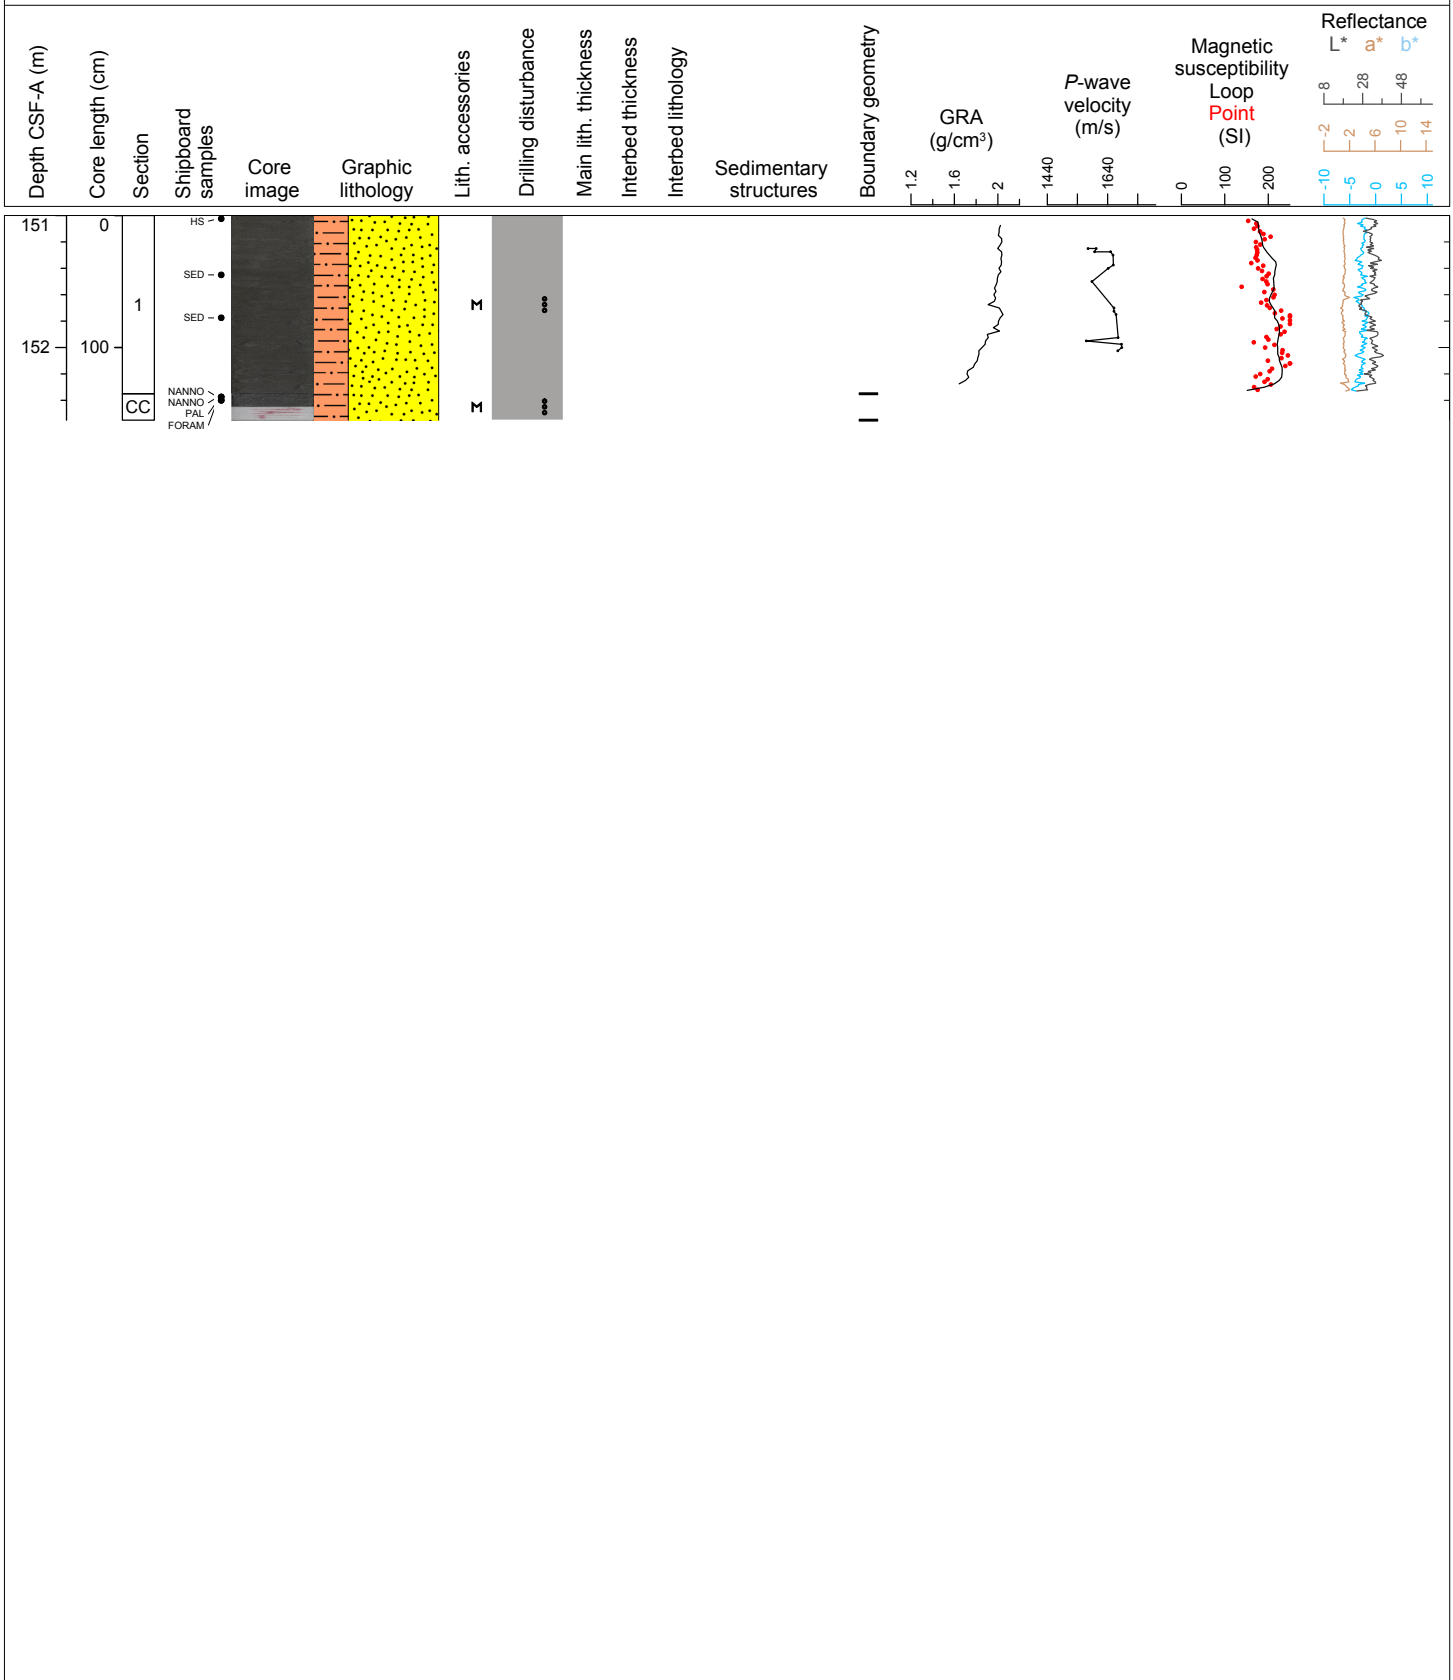 Depth CSF-A (m)
Core length (cm)
Section
Shipboard
samples
Core
image
Graphic
lithology
Lith. accessories
Drilling disturbance
Main lith. thickness
Interbed thickness
Interbed lithology
Sedimentary
structures
Boundary geometry
GRA
(g/cm³)
1.2 1.6 2
P-wave
velocity
(m/s)
1440 1640
Magnetic
susceptibility
Loop
Point
(SI)
0 100 200
Reflectance
L* a* b*
8 28 48
-2 2 6 10 14
-10 -5 0 5 10
151 0
HS
SED
1 M
SED
152 100
NANNO
NANNO
CC M
PAL
FORAM